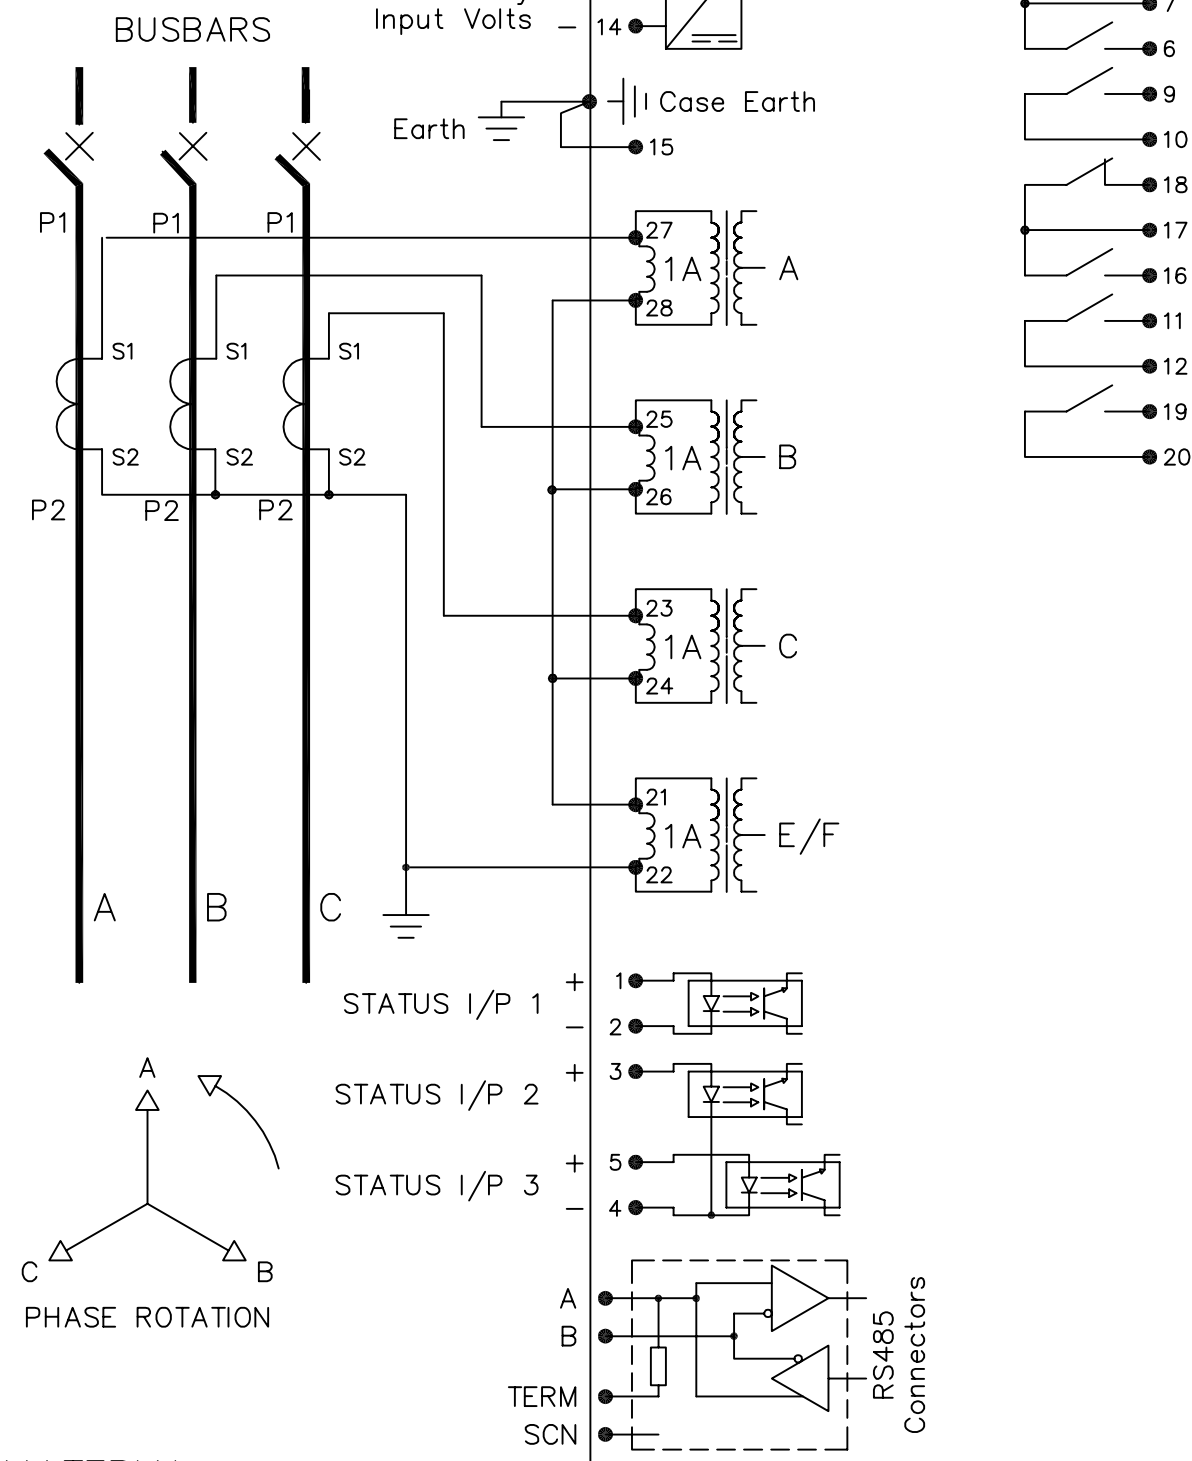 BUSBARS
Input Volts
−
14
7
6
9
10
18
17
16
11
12
19
20
Earth
Case Earth
15
P1
P1
P1
27
1A
A
28
S1
S1
S1
25
1A
B
26
S2
S2
S2
P2
P2
P2
23
1A
C
24
21
1A
E/F
22
A
B
C
STATUS I/P 1
+
1
−
2
STATUS I/P 2
+
3
STATUS I/P 3
+
5
−
4
A
C
B
PHASE ROTATION
A
B
TERM
SCN
RS485
Connectors